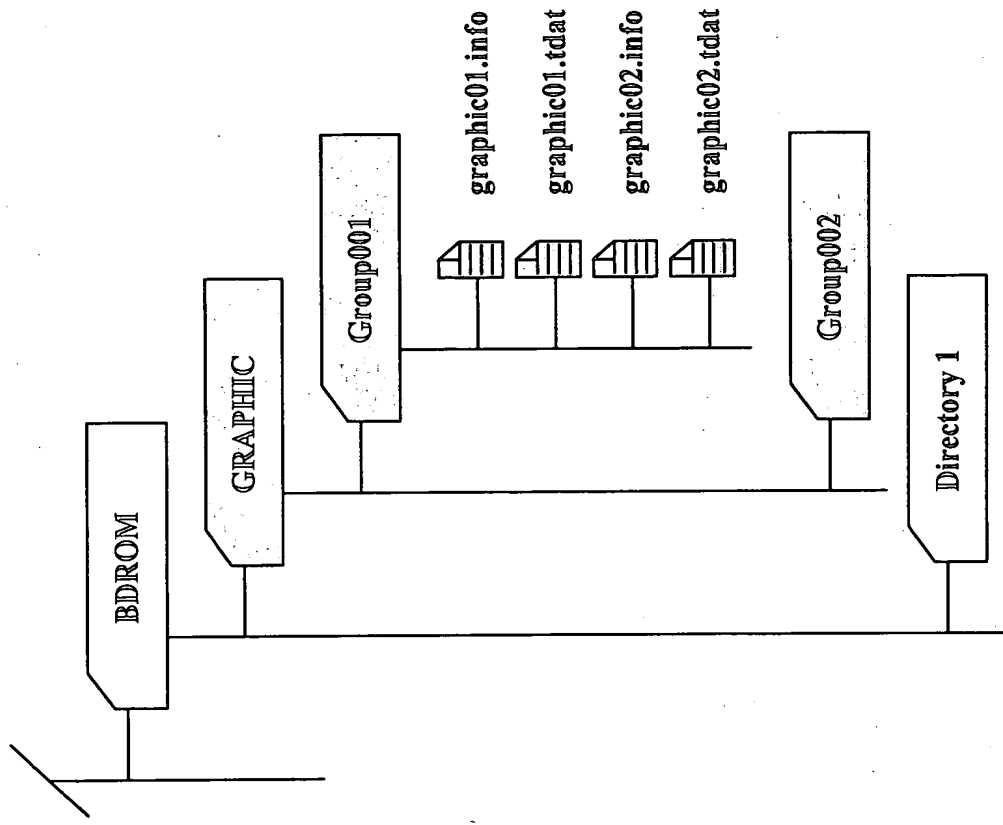 BDROM
GRAPHIC
Group001
graphic01.info
graphic01.tdat
graphic02.info
graphic02.tdat
Group002
Directory 1